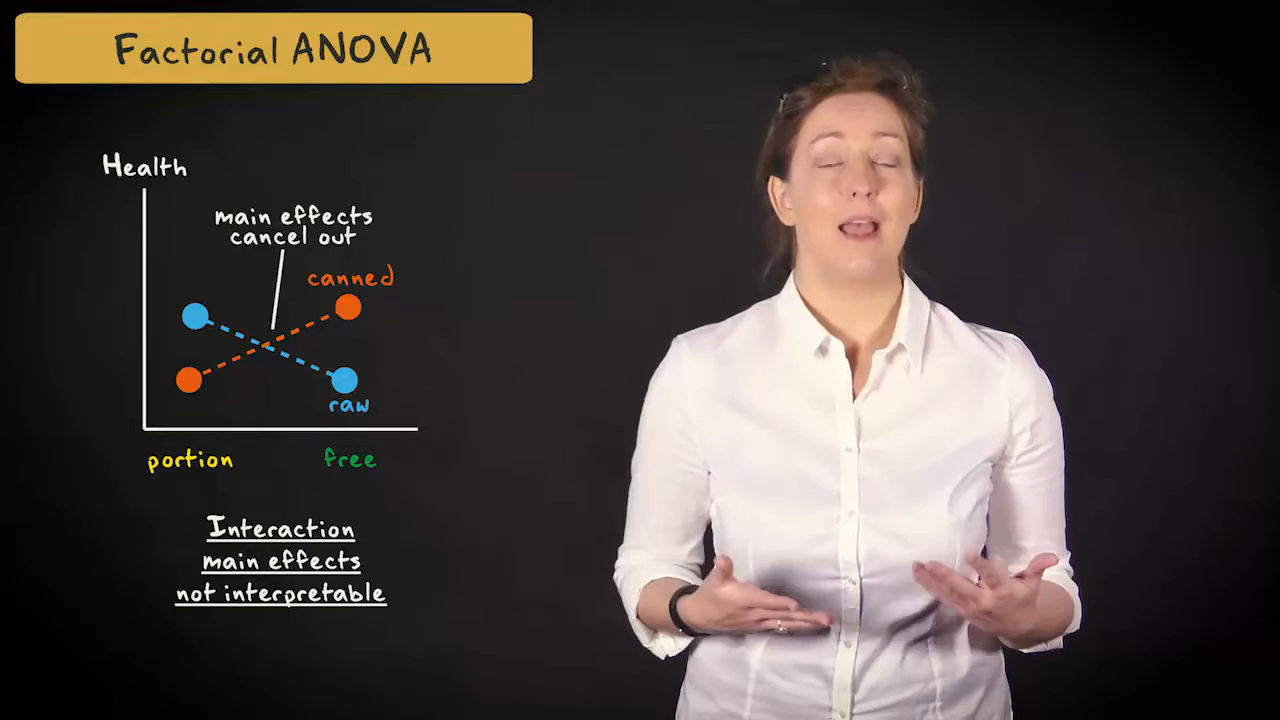 Factorial ANOVA
Health
main effects
cancel out
canned
raw
portion
free
Interaction
main effects
not interpretable